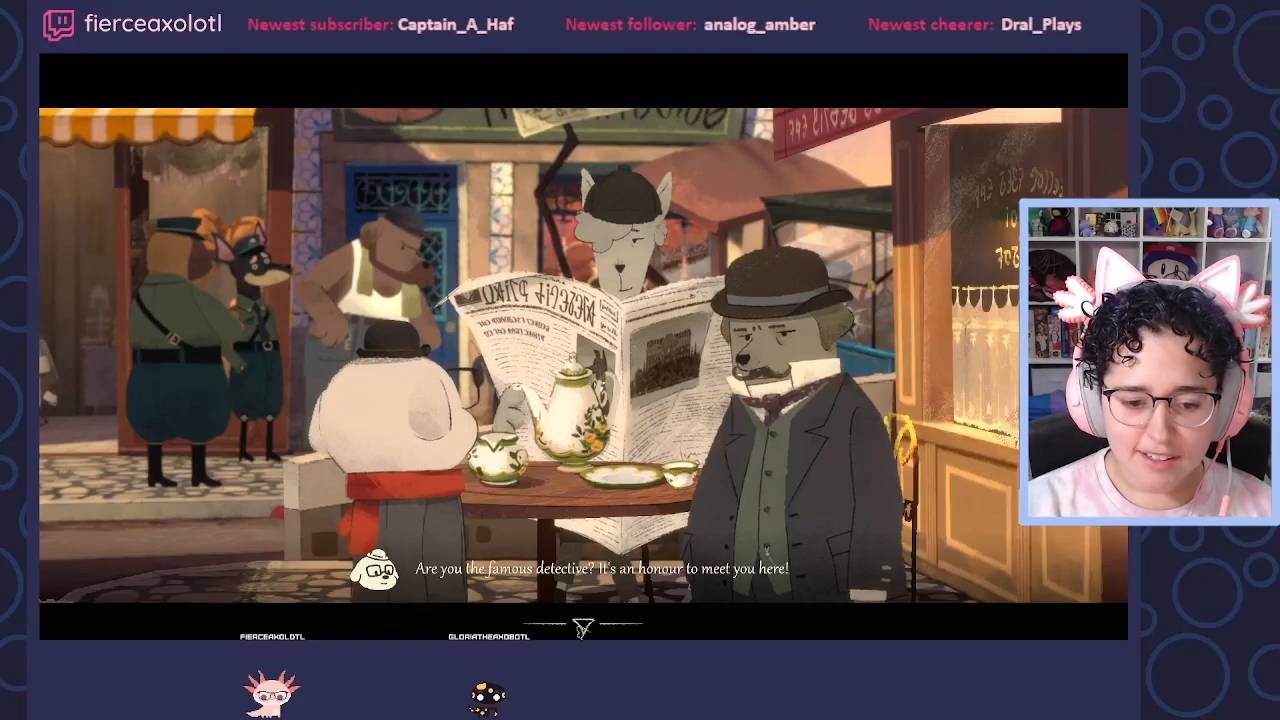 fierceaxolotl
Newest subscriber: Captain_A_Haf
Newest follower: analog_amber
Newest cheerer: Dral_Plays
Are you the famous detective? It's an honour to meet you here!
FIERCEAXOLOTL
GLORIATHEAXOBOTL